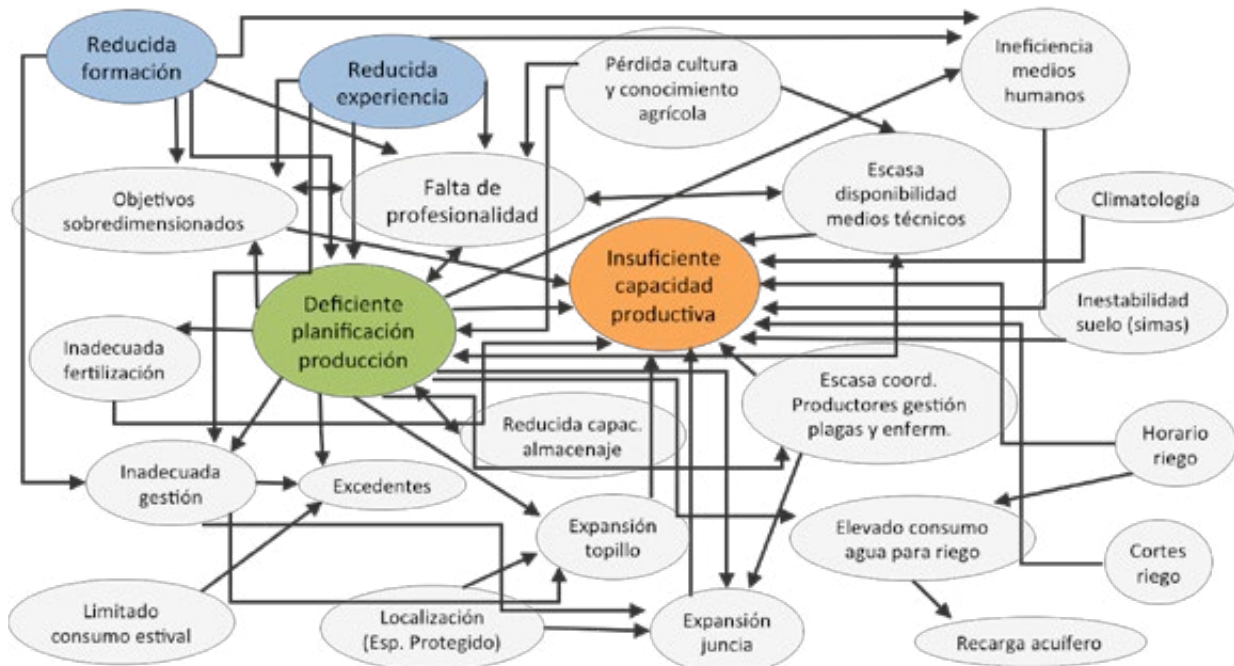 Reducida
formación
Reducida
experiencia
Pérdida cultura
y conocimiento
agrícola
Ineficiencia
medios
humanos
Objetivos
sobredimensionados
Falta de
profesionalidad
Escasa
disponibilidad
medios técnicos
Climatología
Insuficiente
capacidad
productiva
Deficiente
planificación
producción
Inestabilidad
suelo (simas)
Inadecuada
fertilización
Escasa coord.
Productores gestión
plagas y enferm.
Reducida capac.
almacenaje
Horario
riego
Inadecuada
gestión
Excedentes
Expansión
topillo
Elevado consumo
agua para riego
Cortes
riego
Limitado
consumo estival
Localización
(Esp. Protegido)
Expansión
juncia
Recarga acuífero